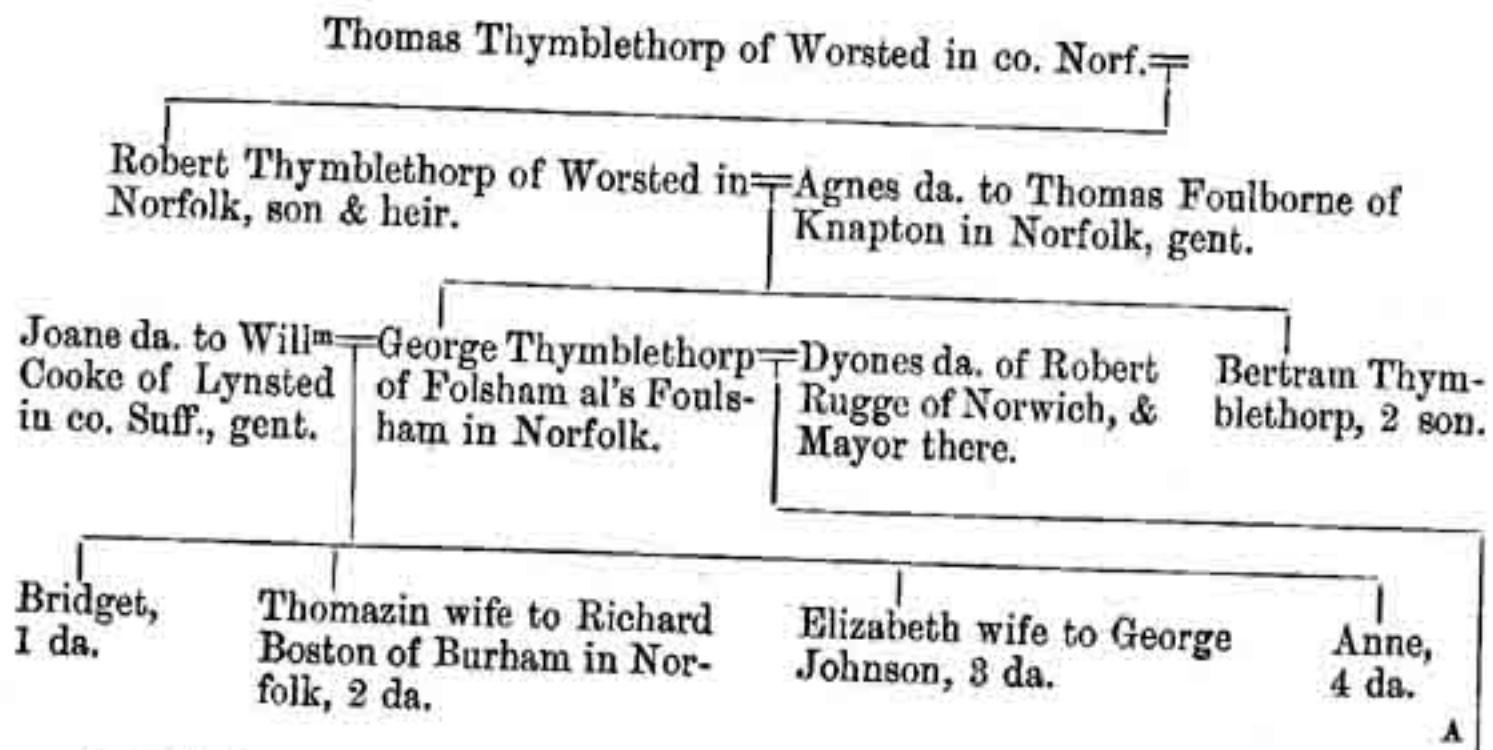 Thomas Thymblethorp of Worsted in co. Norf.
Robert Thymblethorp of Worsted in
Norfolk, son & heir.
Agnes da. to Thomas Foulborne of
Knapton in Norfolk, gent.
Joane da. to Willᵐ
Cooke of Lynsted
in co. Suff., gent.
George Thymblethorp
of Folsham al's Fouls-
ham in Norfolk.
Dyones da. of Robert
Rugge of Norwich, &
Mayor there.
Bertram Thym-
blethorp, 2 son.
Bridget,
1 da.
Thomazin wife to Richard
Boston of Burham in Nor-
folk, 2 da.
Elizabeth wife to George
Johnson, 3 da.
Anne,
4 da.
A